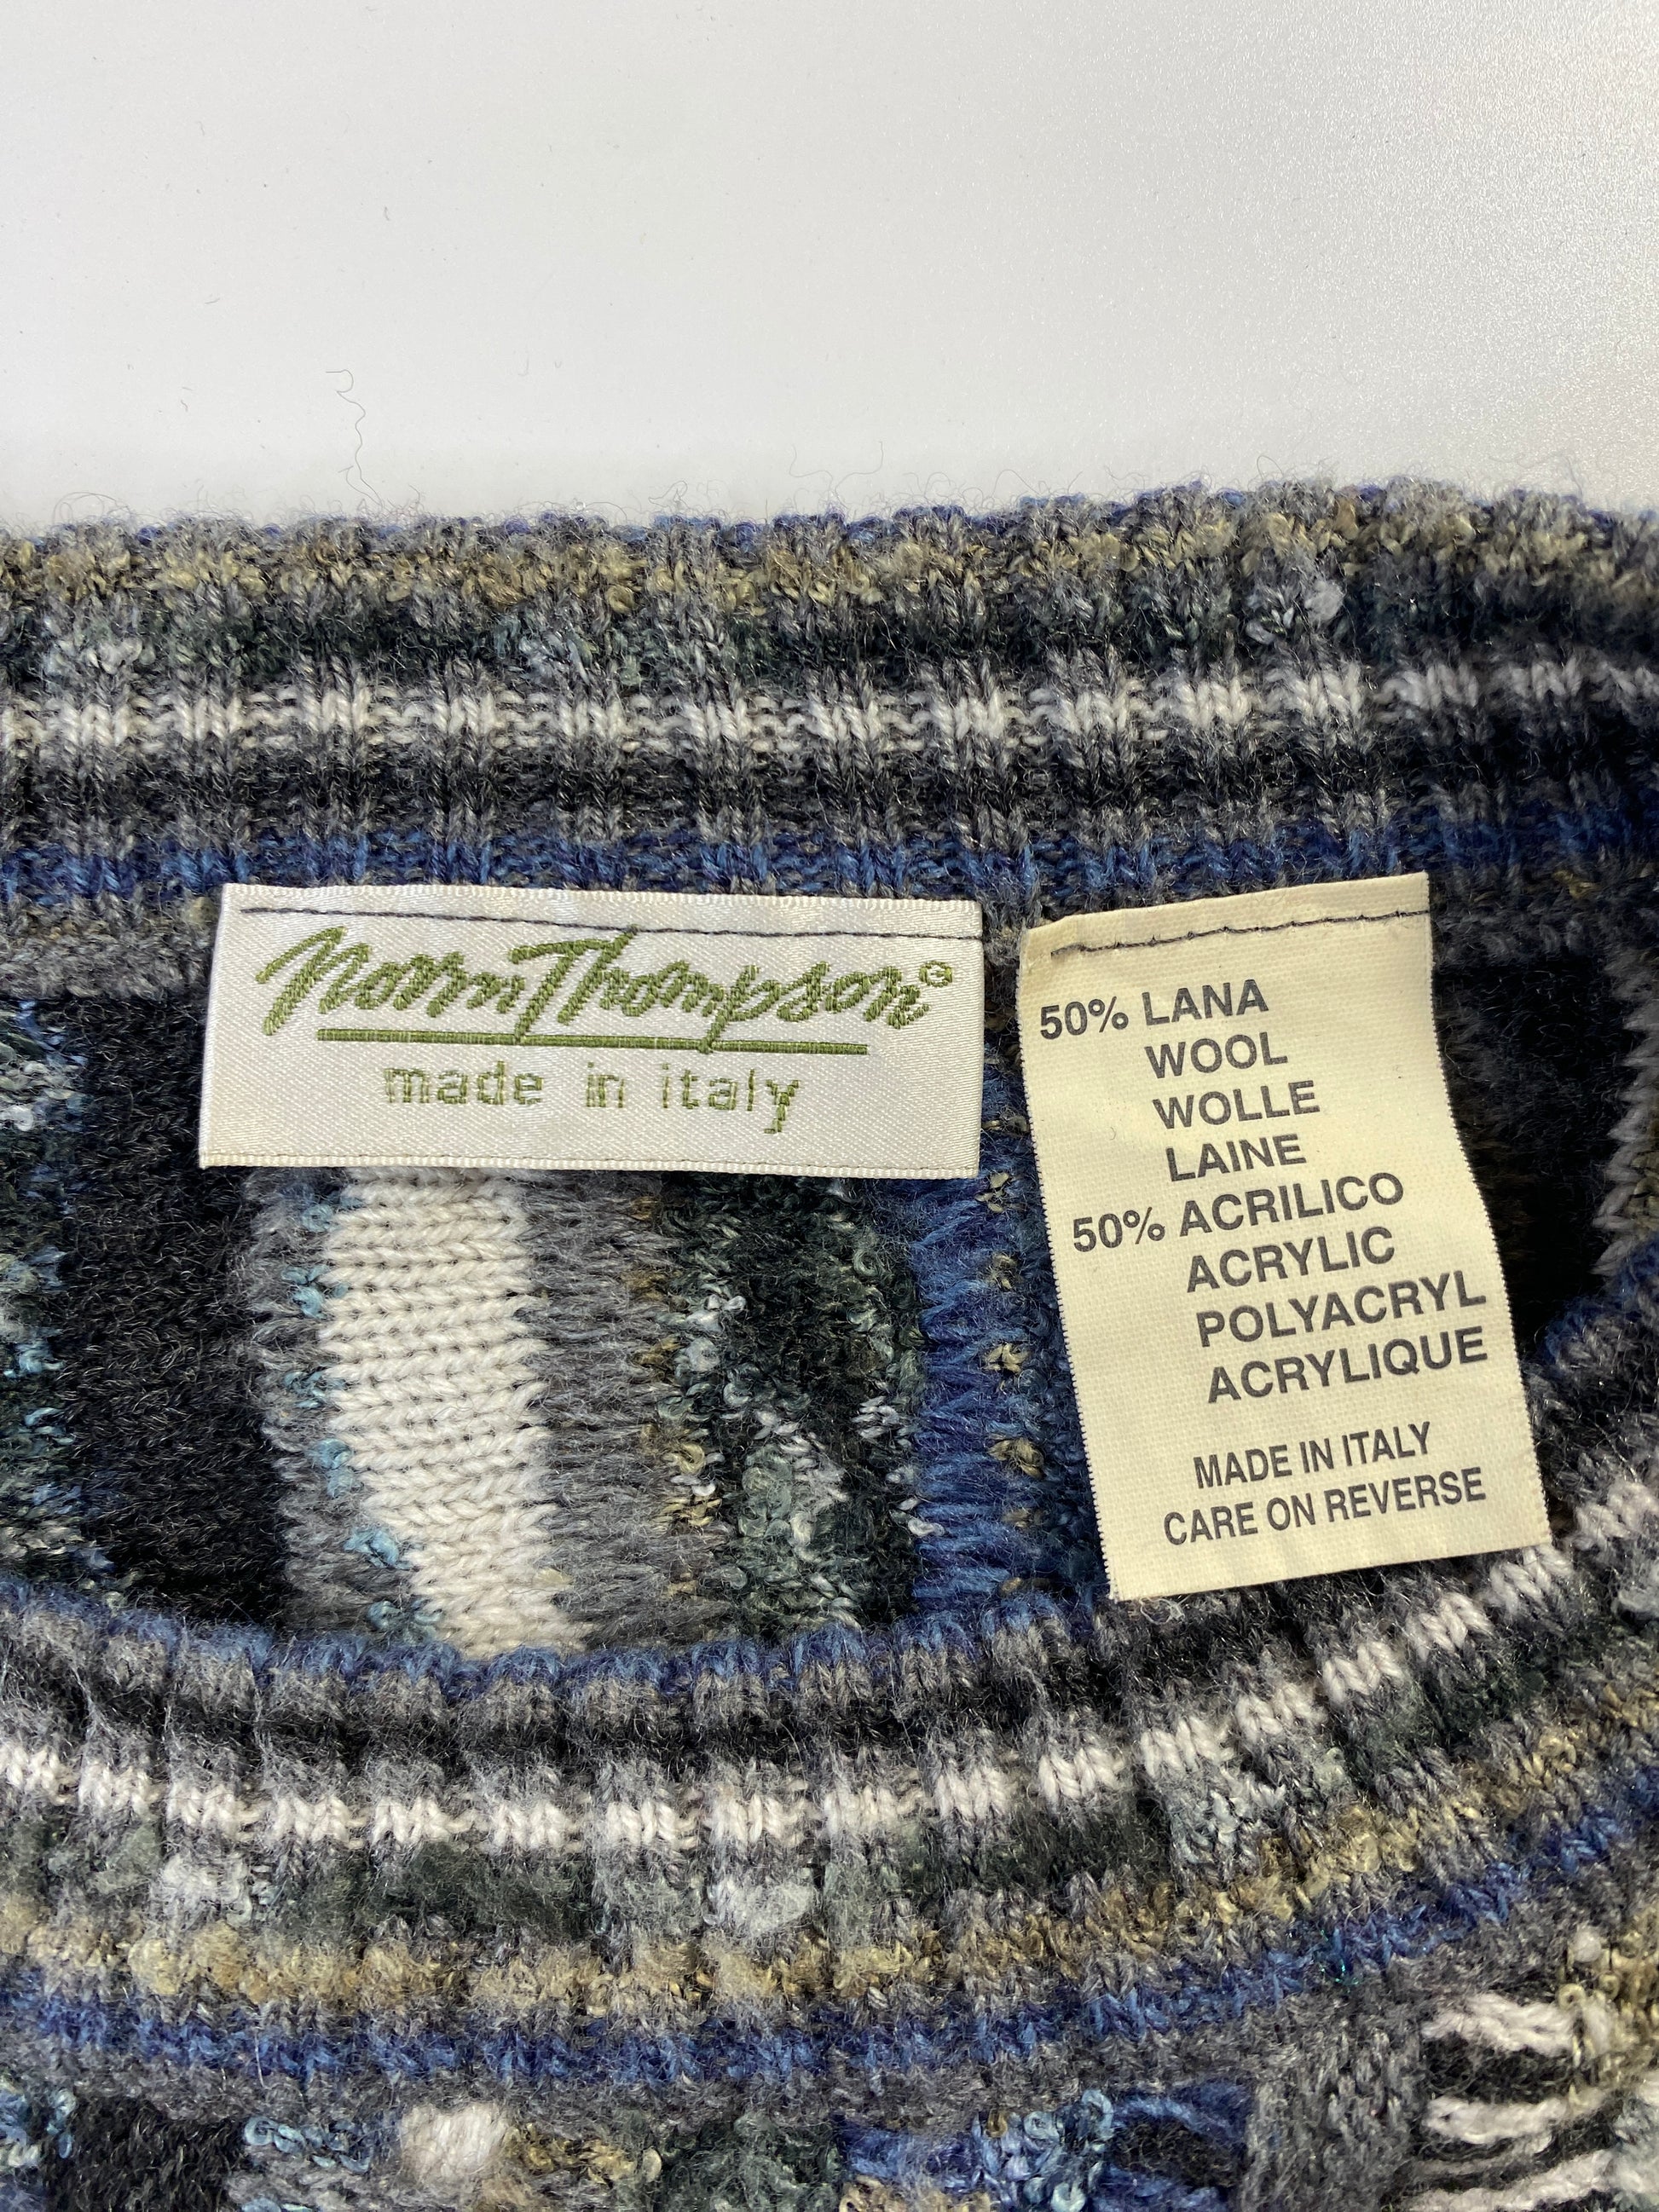 Norm Thompson©
made in italy
50% LANA
WOOL
WOLLE
LAINE
50% ACRILICO
ACRYLIC
POLYACRYL
ACRYLIQUE
MADE IN ITALY
CARE ON REVERSE